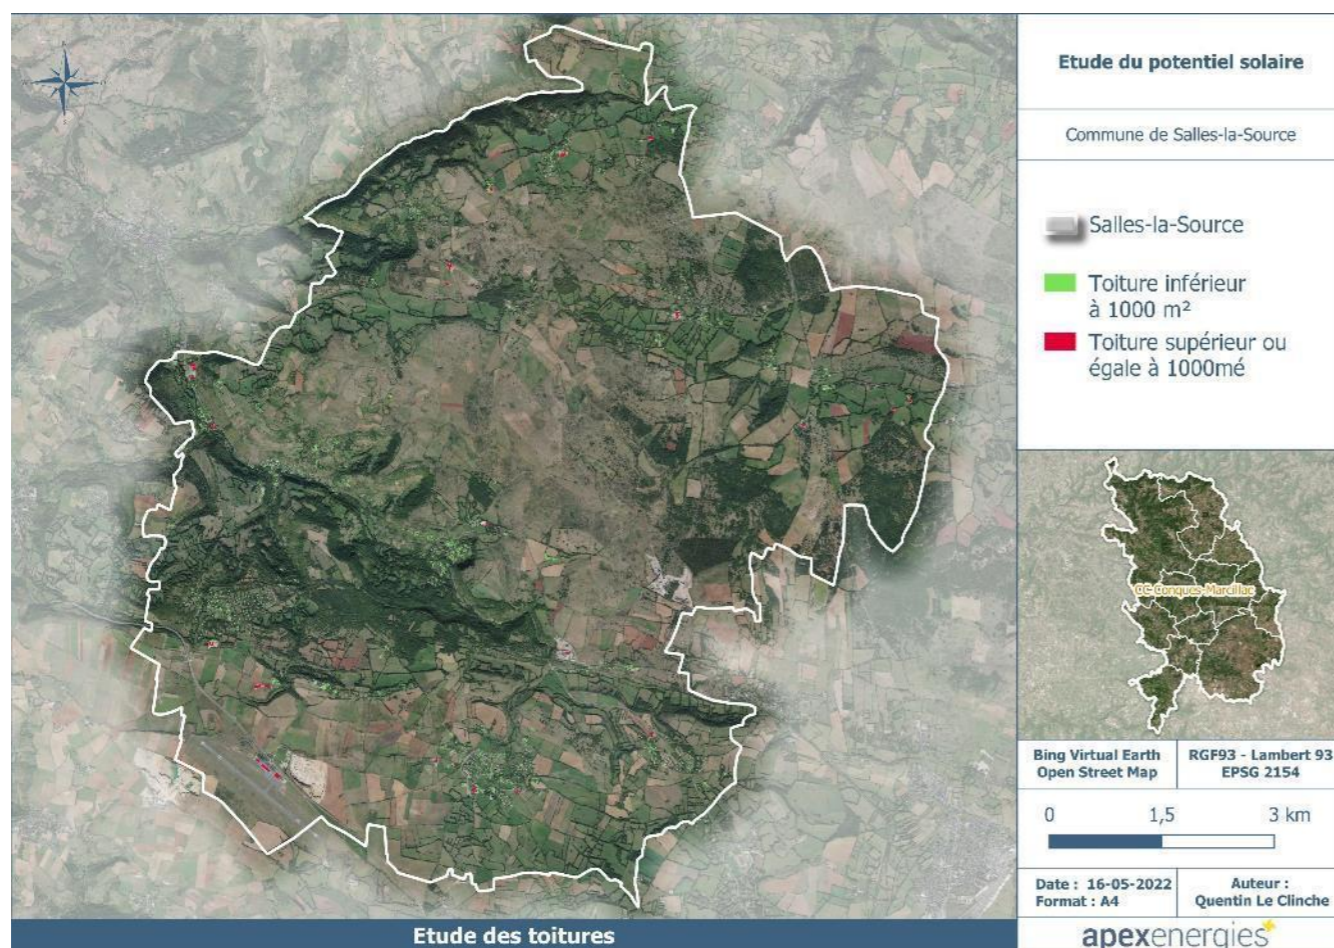 Etude du potentiel solaire
Commune de Salles-la-Source
Salles-la-Source
Toiture inférieur
à 1000 m²
Toiture supérieur ou
égale à 1000mé
CC-Conques-Marcillac
Bing Virtual Earth
Open Street Map
RGF93 - Lambert 93
EPSG 2154
0 1,5 3 km
Date : 16-05-2022
Format : A4
Auteur :
Quentin Le Clinche
Etude des toitures
apexenergies